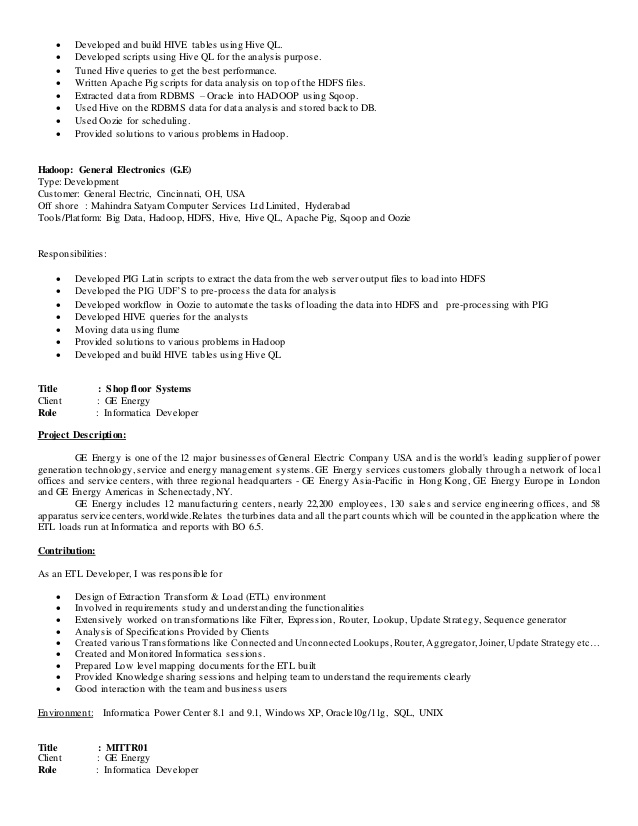 • Developed and build HIVE tables using Hive QL.
• Developed scripts using Hive QL for the analysis purpose.
• Tuned Hive queries to get the best performance.
• Written Apache Pig scripts for data analysis on top of the HDFS files.
• Extracted data from RDBMS – Oracle into HADOOP using Sqoop.
• Used Hive on the RDBMS data for data analysis and stored back to DB.
• Used Oozie for scheduling.
• Provided solutions to various problems in Hadoop.
Hadoop: General Electronics (G.E)
Type: Development
Customer: General Electric, Cincinnati, OH, USA
Off shore : Mahindra Satyam Computer Services Ltd Limited, Hyderabad
Tools/Platform: Big Data, Hadoop, HDFS, Hive, Hive QL, Apache Pig, Sqoop and Oozie
Responsibilities:
• Developed PIG Latin scripts to extract the data from the web server output files to load into HDFS
• Developed the PIG UDF'S to pre-process the data for analysis
• Developed workflow in Oozie to automate the tasks of loading the data into HDFS and pre-processing with PIG
• Developed HIVE queries for the analysts
• Moving data using flume
• Provided solutions to various problems in Hadoop
• Developed and build HIVE tables using Hive QL
Title : Shop floor Systems
Client : GE Energy
Role : Informatica Developer
Project Description:
GE Energy is one of the 12 major businesses of General Electric Company USA and is the world's leading supplier of power
generation technology, service and energy management systems. GE Energy services customers globally through a network of local
offices and service centers, with three regional headquarters - GE Energy Asia-Pacific in Hong Kong, GE Energy Europe in London
and GE Energy Americas in Schenectady, NY.
GE Energy includes 12 manufacturing centers, nearly 22,200 employees, 130 sales and service engineering offices, and 58
apparatus service centers, worldwide.Relates the turbines data and all the part counts which will be counted in the application where the
ETL loads run at Informatica and reports with BO 6.5.
Contribution:
As an ETL Developer, I was responsible for
• Design of Extraction Transform & Load (ETL) environment
• Involved in requirements study and understanding the functionalities
• Extensively worked on transformations like Filter, Expression, Router, Lookup, Update Strategy, Sequence generator
• Analysis of Specifications Provided by Clients
• Created various Transformations like Connected and Unconnected Lookups, Router, Aggregator, Joiner, Update Strategy etc…
• Created and Monitored Informatica sessions.
• Prepared Low level mapping documents for the ETL built
• Provided Knowledge sharing sessions and helping team to understand the requirements clearly
• Good interaction with the team and business users
Environment: Informatica Power Center 8.1 and 9.1, Windows XP, Oracle10g/11g, SQL, UNIX
Title : MITTR01
Client : GE Energy
Role : Informatica Developer